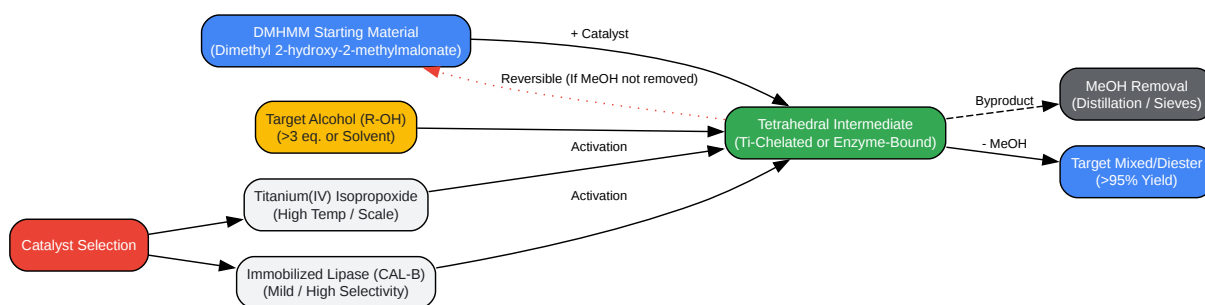 DMHMM Starting Material
(Dimethyl 2-hydroxy-2-methylmalonate)
+ Catalyst
Reversible (If MeOH not removed)
Target Alcohol (R-OH)
(>3 eq. or Solvent)
Activation
Titanium(IV) Isopropoxide
(High Temp / Scale)
Activation
Catalyst Selection
Immobilized Lipase (CAL-B)
(Mild / High Selectivity)
Tetrahedral Intermediate
(Ti-Chelated or Enzyme-Bound)
Byproduct
MeOH Removal
(Distillation / Sieves)
- MeOH
Target Mixed/Diester
(>95% Yield)